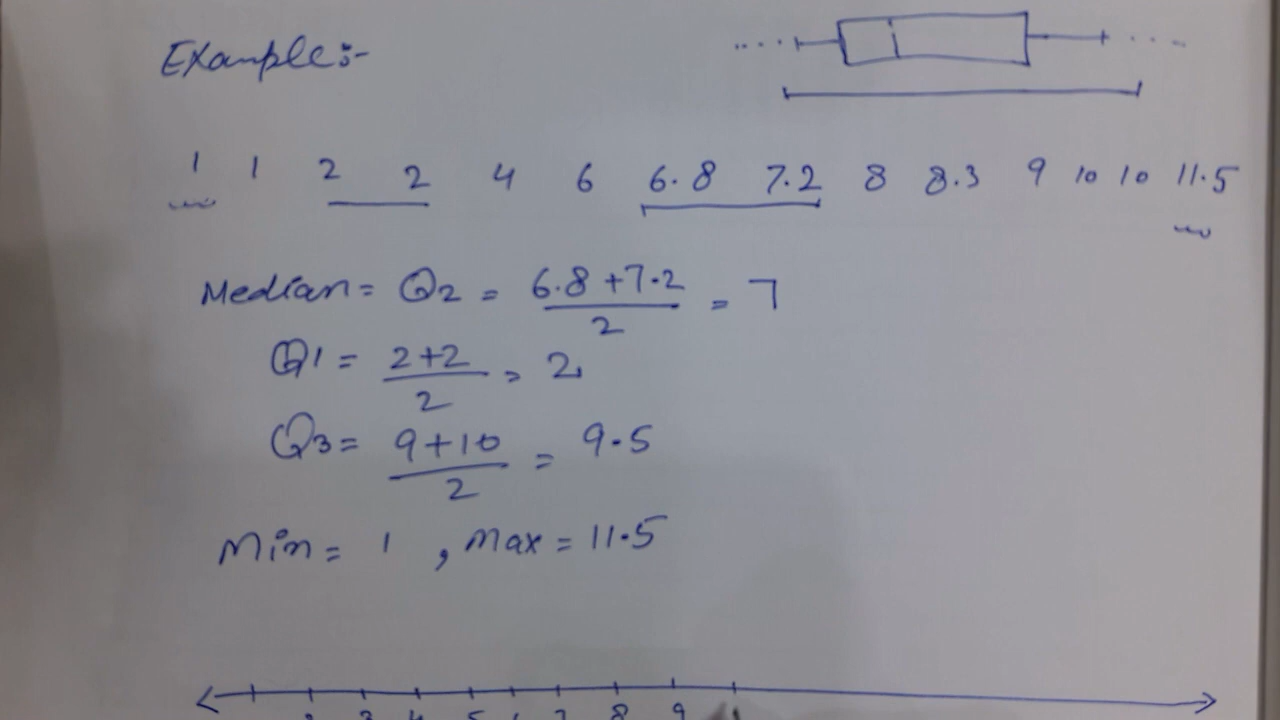 Example:-
1 1 2 2 4 6 6.8 7.2 8 8.3 9 10 10 11.5
Median = Q2 = (6.8 + 7.2)/2 = 7
Q1 = (2+2)/2 = 2
Q3 = (9+10)/2 = 9.5
Min = 1 , Max = 11.5
2 3 4 5 6 7 8 9